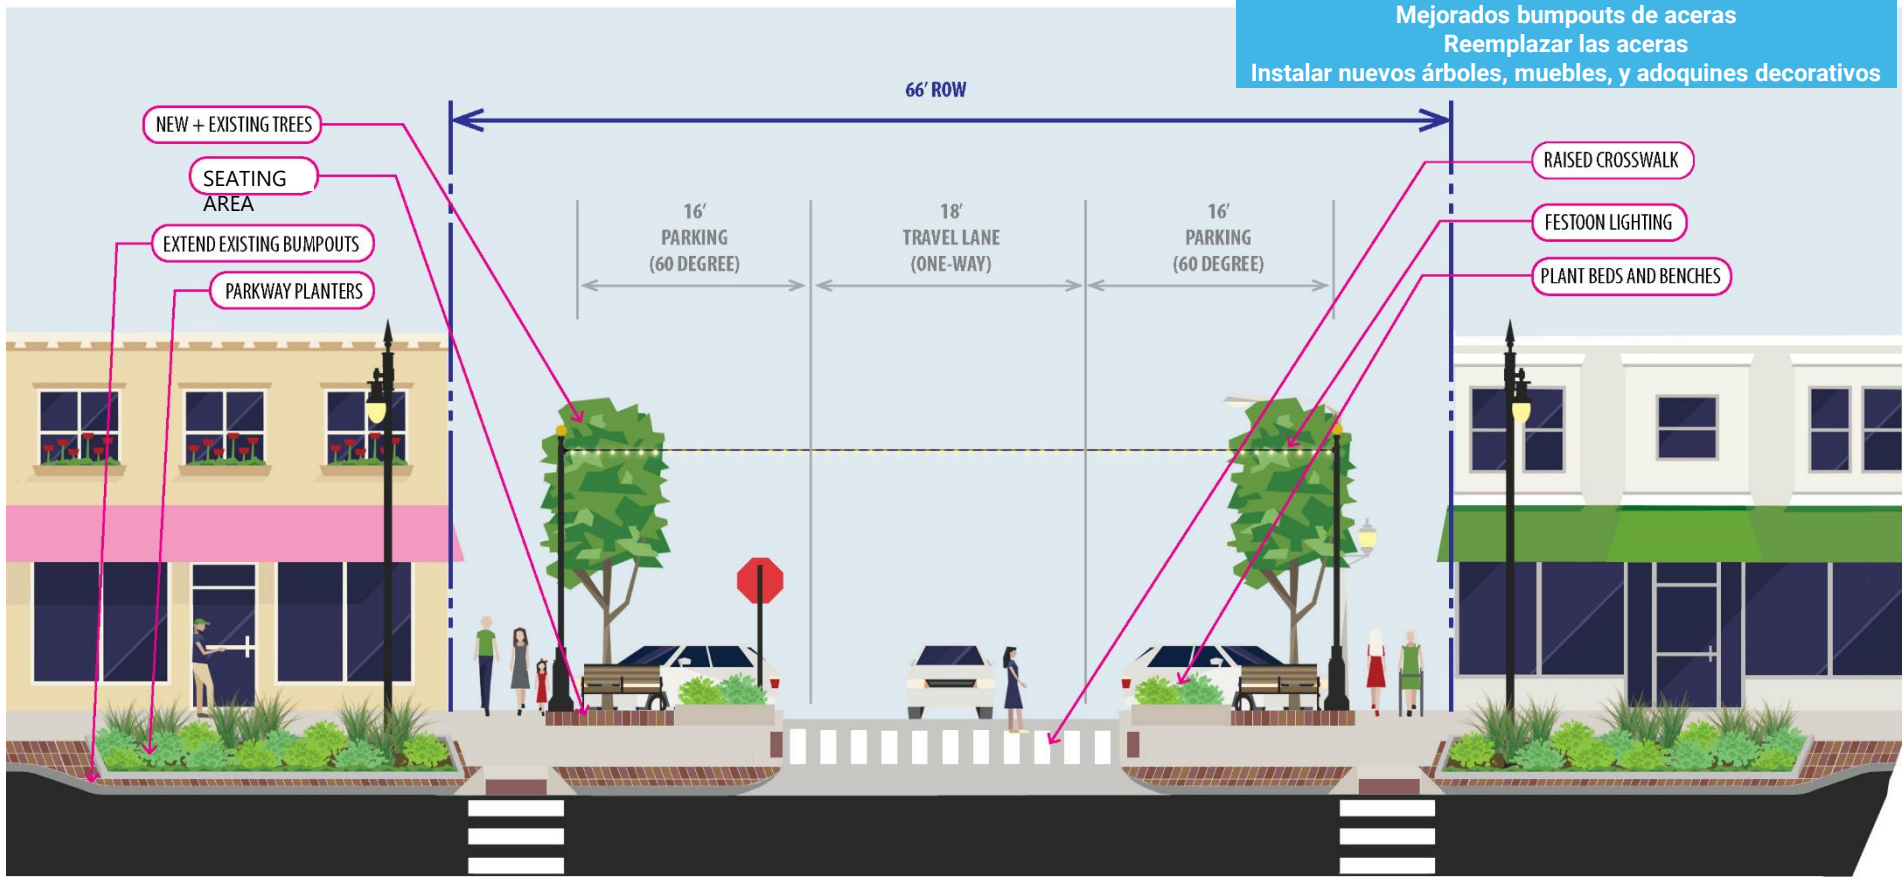 Mejorados bumpouts de aceras
Reemplazar las aceras
Instalar nuevos árboles, muebles, y adoquines decorativos
66' ROW
NEW + EXISTING TREES
SEATING
AREA
EXTEND EXISTING BUMPOUTS
PARKWAY PLANTERS
16'
PARKING
(60 DEGREE)
18'
TRAVEL LANE
(ONE-WAY)
16'
PARKING
(60 DEGREE)
RAISED CROSSWALK
FESTOON LIGHTING
PLANT BEDS AND BENCHES